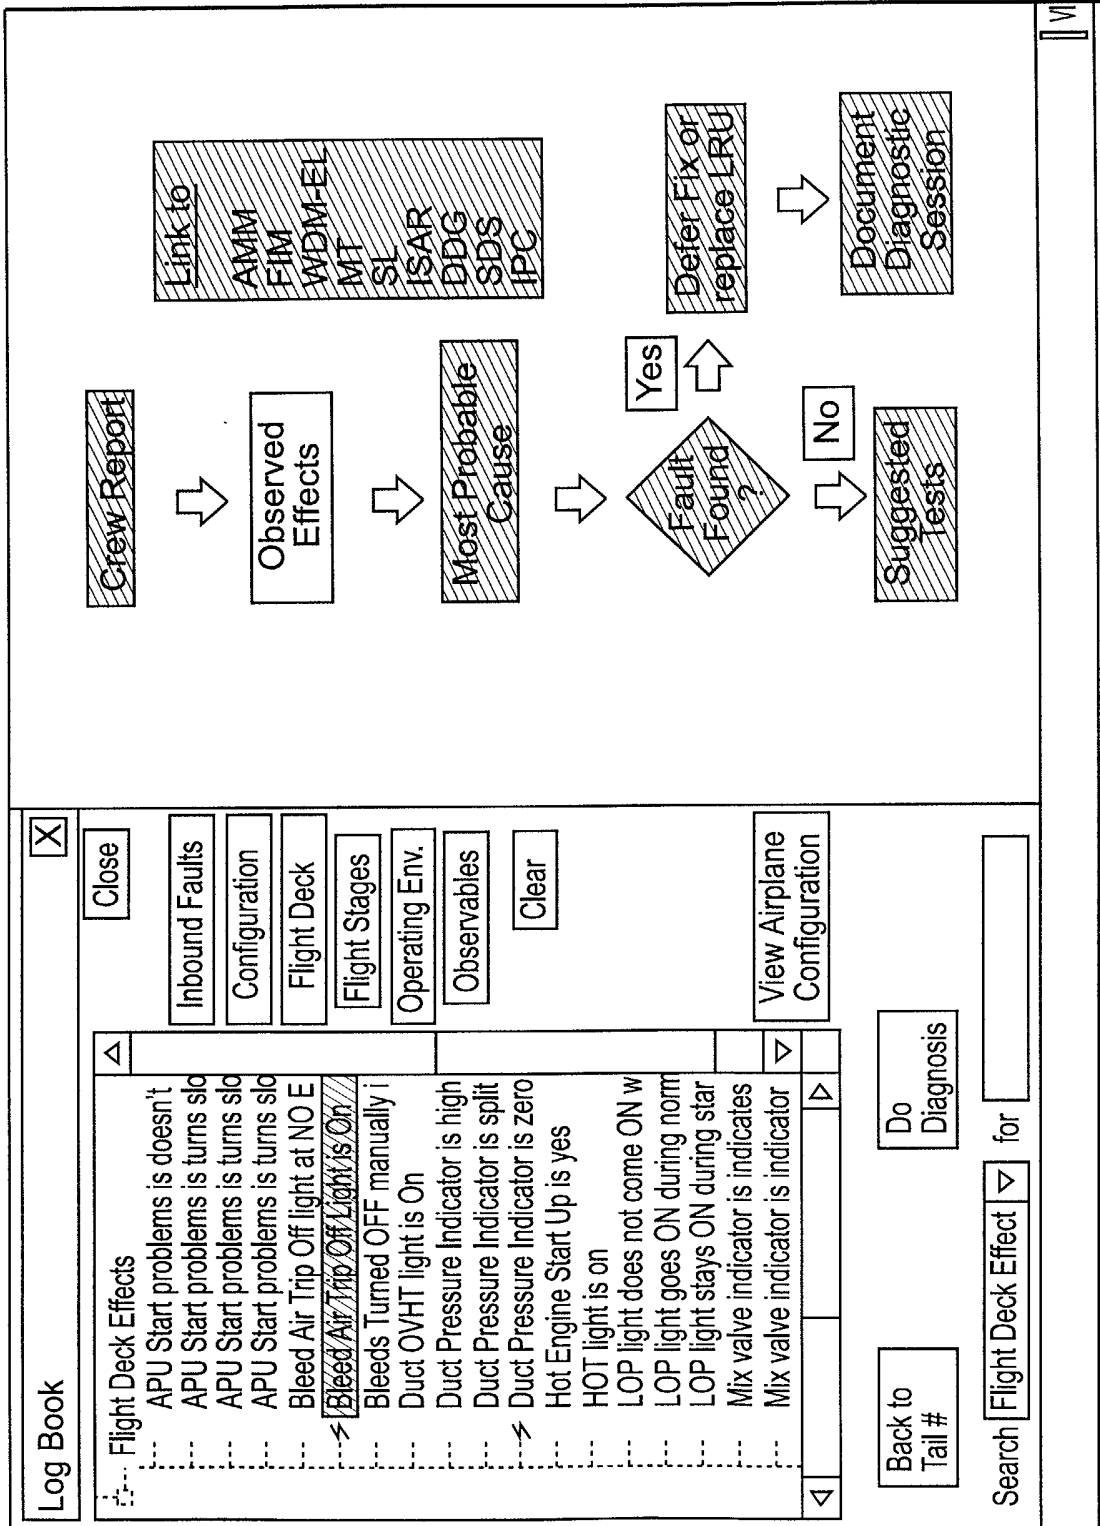 Log Book
X
Close
Flight Deck Effects
APU Start problems is doesn't
APU Start problems is turns slo
APU Start problems is turns slo
APU Start problems is turns slo
Bleed Air Trip Off light at NO E
Bleed Air Trip Off Light is On
Bleeds Turned OFF manually i
Duct OVHT light is On
Duct Pressure Indicator is high
Duct Pressure Indicator is split
Duct Pressure Indicator is zero
Hot Engine Start Up is yes
HOT light is on
LOP light does not come ON w
LOP light goes ON during norm
LOP light stays ON during star
Mix valve indicator is indicates
Mix valve indicator is indicator
Inbound Faults
Configuration
Flight Deck
Flight Stages
Operating Env.
Observables
Clear
View Airplane
Configuration
Back to
Tail #
Do
Diagnosis
Search Flight Deck Effect for
Crew Report
Observed
Effects
Most Probable
Cause
Fault
Found
?
Yes
No
Suggested
Tests
Defer Fix or
replace LRU
Document
Diagnostic
Session
Link to
AMM
FIM
WDM-EL
MT
SL
ISAR
DDG
SDS
IPC